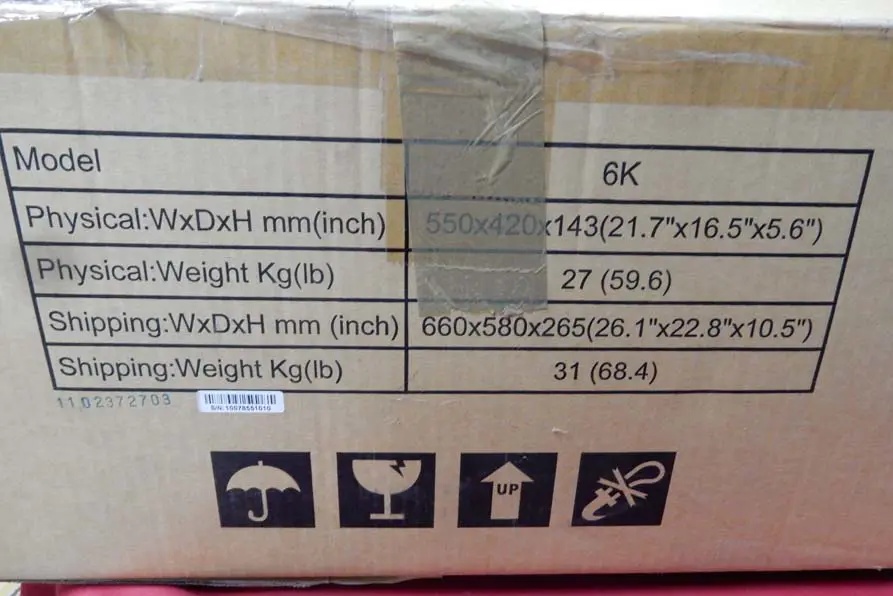 Model 6K
Physical:WxDxH mm(inch) 550x420x143(21.7"x16.5"x5.6")
Physical:Weight Kg(lb) 27 (59.6)
Shipping:WxDxH mm (inch) 660x580x265(26.1"x22.8"x10.5")
Shipping:Weight Kg(lb) 31 (68.4)
1102372703
S/N:10078551010
UP